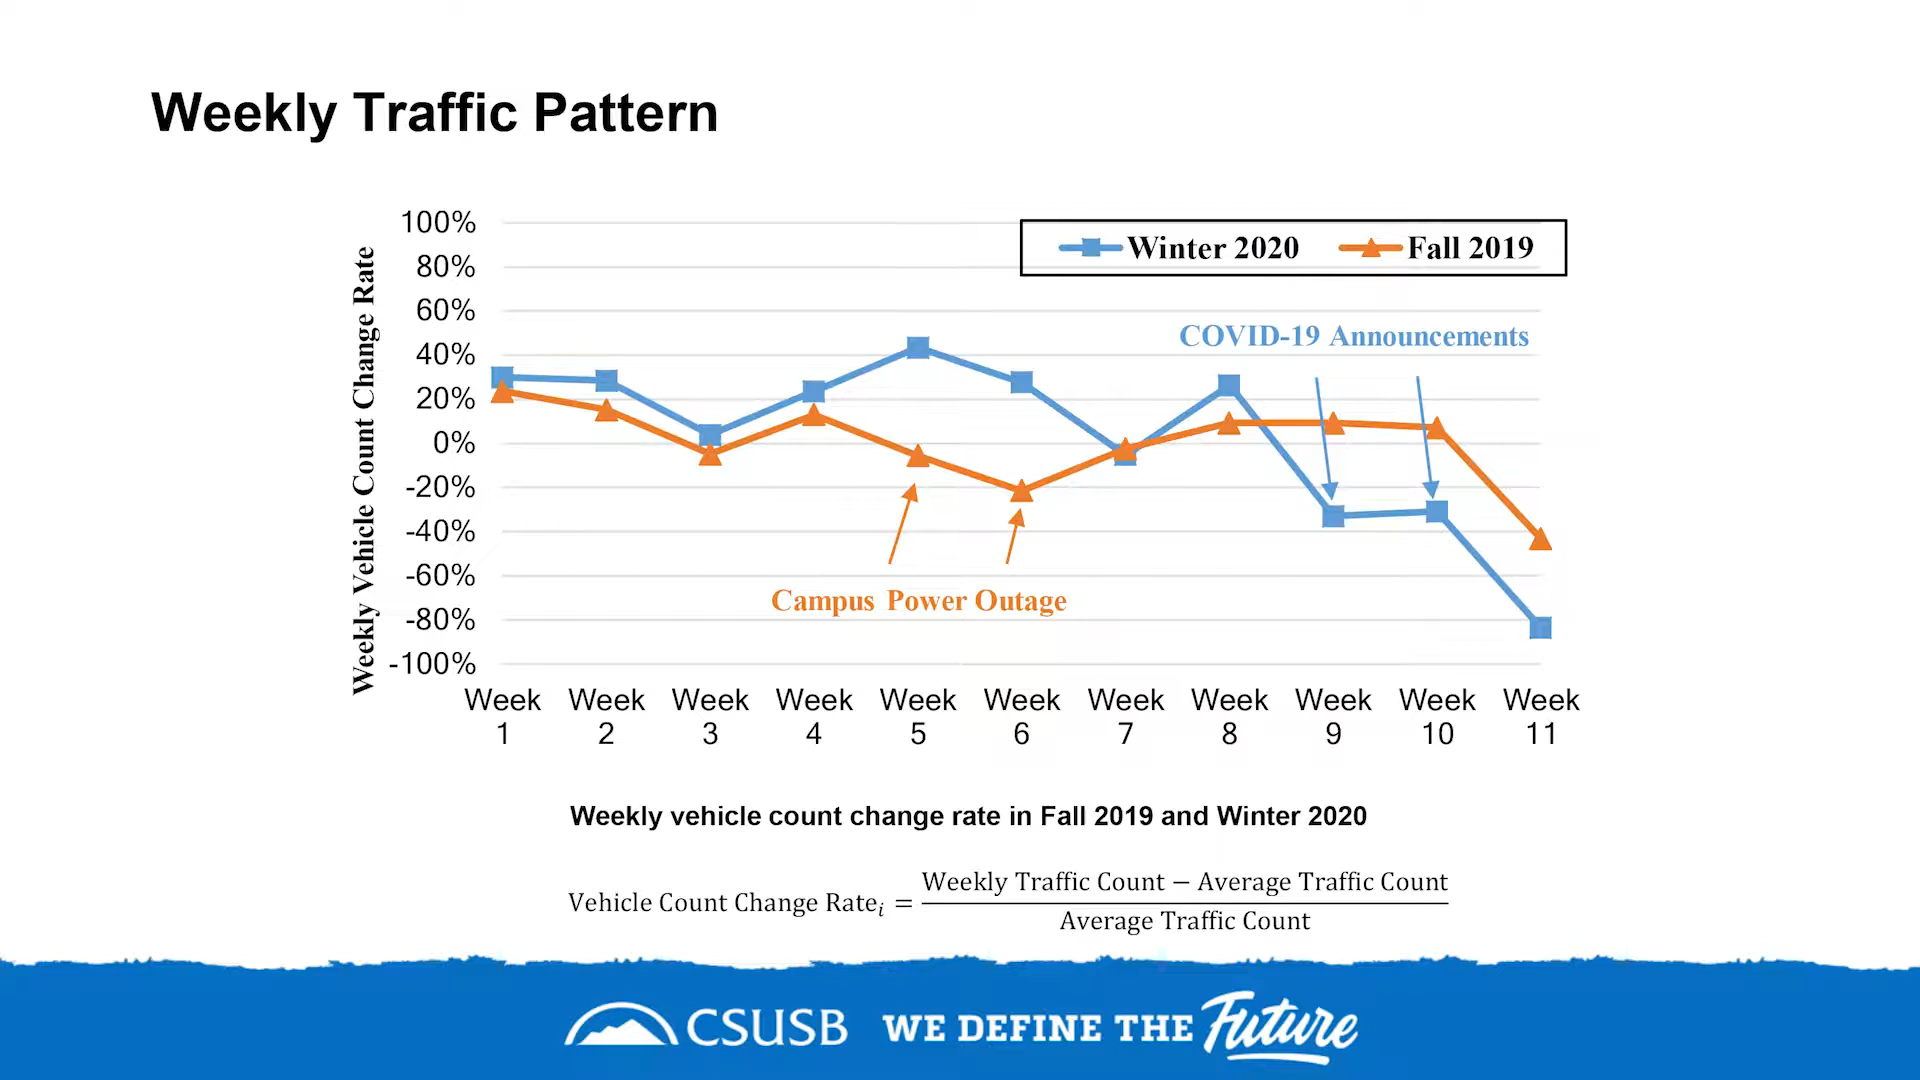 Weekly Traffic Pattern
Weekly Vehicle Count Change Rate
100%
80%
60%
40%
20%
0%
-20%
-40%
-60%
-80%
-100%
Winter 2020 Fall 2019
COVID-19 Announcements
Campus Power Outage
Week Week Week Week Week Week Week Week Week Week Week
1 2 3 4 5 6 7 8 9 10 11
Weekly vehicle count change rate in Fall 2019 and Winter 2020
Vehicle Count Change Rateᵢ = (Weekly Traffic Count − Average Traffic Count) / Average Traffic Count
CSUSB WE DEFINE THE Future